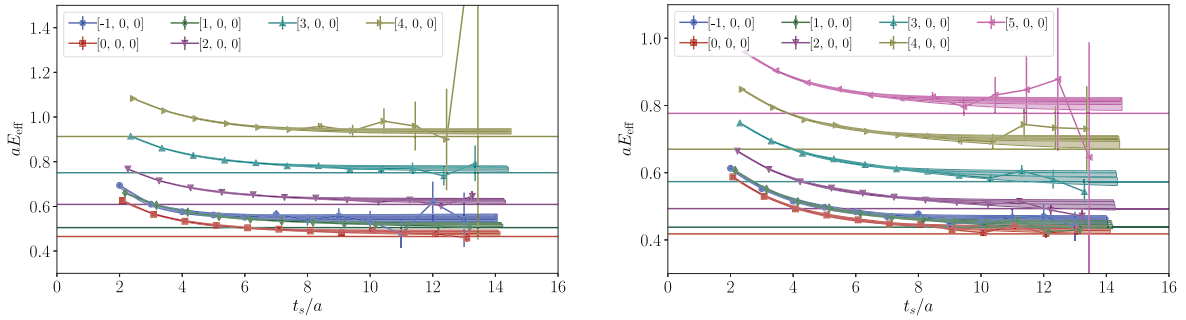 [-1, 0, 0] [1, 0, 0] [3, 0, 0] [4, 0, 0]
[0, 0, 0] [2, 0, 0]
1.4
1.2
1.0
0.8
0.6
0.4
aE_eff
0 2 4 6 8 10 12 14 16
t_s/a
[-1, 0, 0] [1, 0, 0] [3, 0, 0] [5, 0, 0]
[0, 0, 0] [2, 0, 0] [4, 0, 0]
1.0
0.8
0.6
0.4
aE_eff
0 2 4 6 8 10 12 14 16
t_s/a